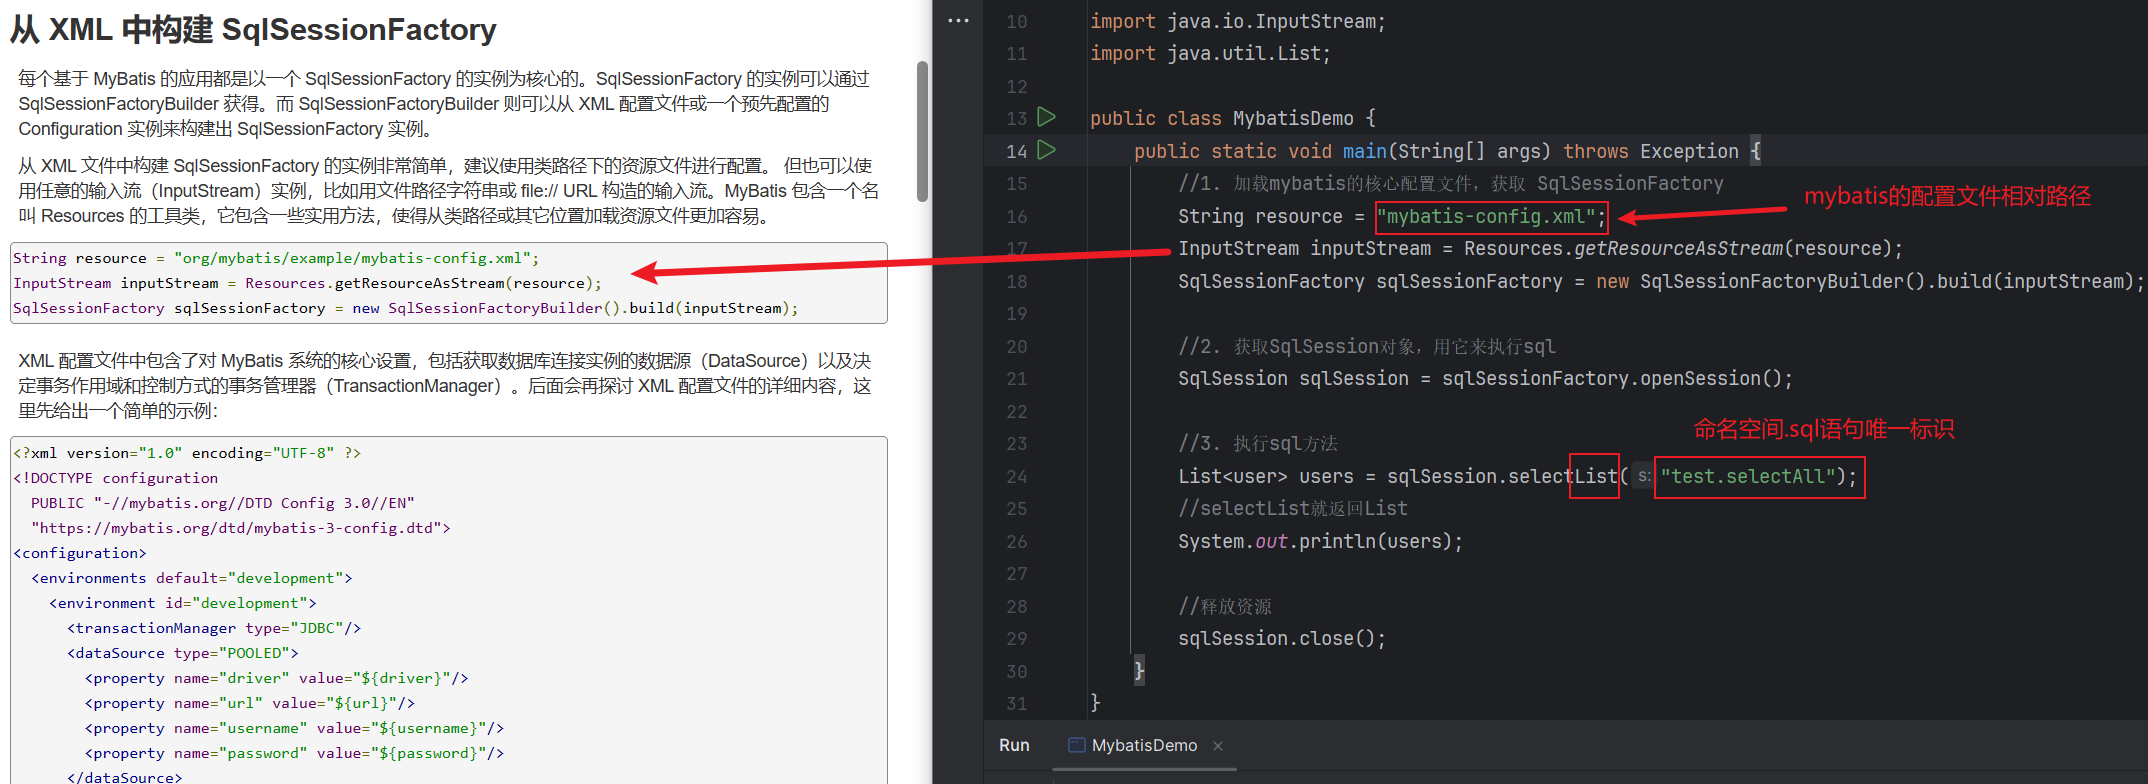 从 XML 中构建 SqlSessionFactory
每个基于 MyBatis 的应用都是以一个 SqlSessionFactory 的实例为核心的。SqlSessionFactory 的实例可以通过
SqlSessionFactoryBuilder 获得。而 SqlSessionFactoryBuilder 则可以从 XML 配置文件或一个预先配置的
Configuration 实例来构建出 SqlSessionFactory 实例。
从 XML 文件中构建 SqlSessionFactory 的实例非常简单，建议使用类路径下的资源文件进行配置。 但也可以使
用任意的输入流（InputStream）实例，比如用文件路径字符串或 file:// URL 构造的输入流。MyBatis 包含一个名
叫 Resources 的工具类，它包含一些实用方法，使得从类路径或其它位置加载资源文件更加容易。
String resource = "org/mybatis/example/mybatis-config.xml";
InputStream inputStream = Resources.getResourceAsStream(resource);
SqlSessionFactory sqlSessionFactory = new SqlSessionFactoryBuilder().build(inputStream);
XML 配置文件中包含了对 MyBatis 系统的核心设置，包括获取数据库连接实例的数据源（DataSource）以及决
定事务作用域和控制方式的事务管理器（TransactionManager）。后面会再探讨 XML 配置文件的详细内容，这
里先给出一个简单的示例：
<?xml version="1.0" encoding="UTF-8" ?>
<!DOCTYPE configuration
  PUBLIC "-//mybatis.org//DTD Config 3.0//EN"
  "https://mybatis.org/dtd/mybatis-3-config.dtd">
<configuration>
  <environments default="development">
    <environment id="development">
      <transactionManager type="JDBC"/>
      <dataSource type="POOLED">
        <property name="driver" value="${driver}"/>
        <property name="url" value="${url}"/>
        <property name="username" value="${username}"/>
        <property name="password" value="${password}"/>
      </dataSource>
10 import java.io.InputStream;
11 import java.util.List;
12
13 public class MybatisDemo {
14     public static void main(String[] args) throws Exception {
15         //1. 加载mybatis的核心配置文件，获取 SqlSessionFactory
mybatis的配置文件相对路径
16         String resource = "mybatis-config.xml";
17         InputStream inputStream = Resources.getResourceAsStream(resource);
18         SqlSessionFactory sqlSessionFactory = new SqlSessionFactoryBuilder().build(inputStream);
19
20         //2. 获取SqlSession对象，用它来执行sql
21         SqlSession sqlSession = sqlSessionFactory.openSession();
22
命名空间.sql语句唯一标识
23         //3. 执行sql方法
24         List<user> users = sqlSession.selectList( s: "test.selectAll");
25         //selectList就返回List
26         System.out.println(users);
27
28         //释放资源
29         sqlSession.close();
30     }
31 }
Run MybatisDemo ×